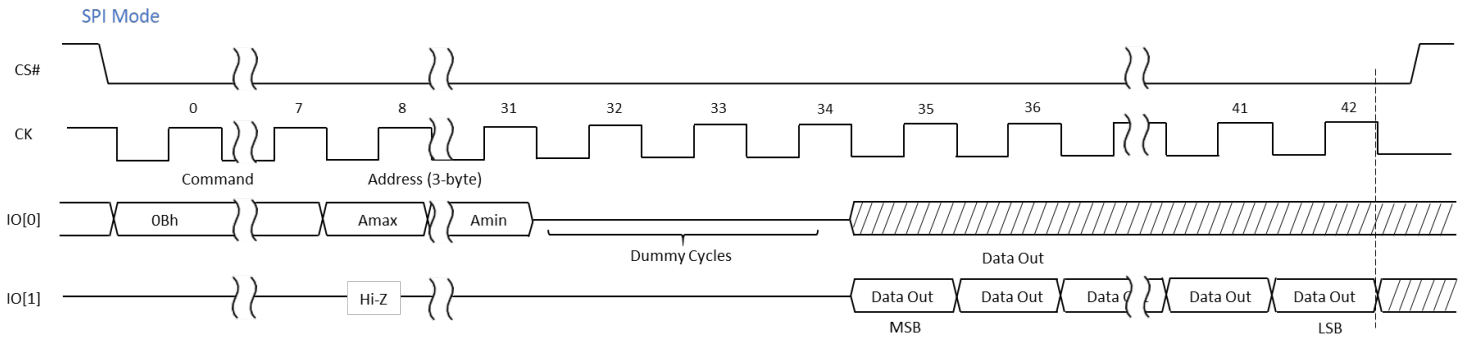 SPI Mode
CS#
0 7 8 31 32 33 34 35 36 41 42
CK
Command Address (3-byte)
IO[0] 0Bh Amax Amin
Dummy Cycles Data Out
IO[1] Hi-Z Data Out Data Out Data Data Out Data Out
MSB LSB